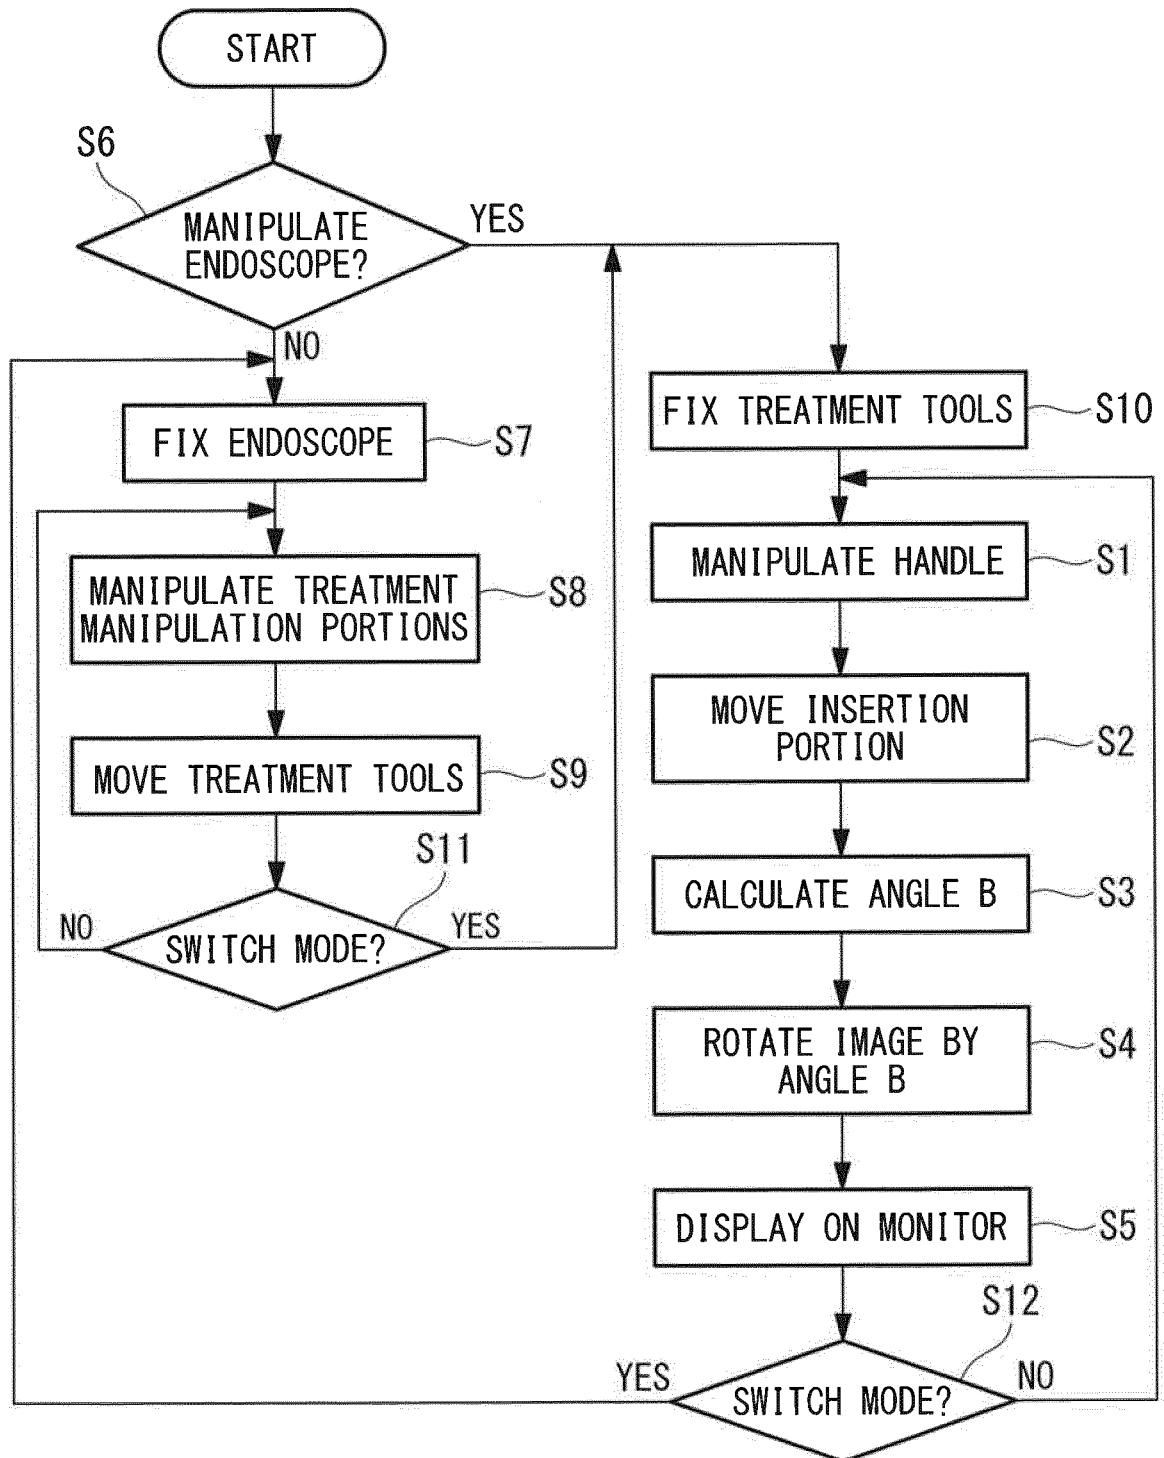 START
S6
MANIPULATE
ENDOSCOPE?
YES
NO
FIX ENDOSCOPE
S7
MANIPULATE TREATMENT
MANIPULATION PORTIONS
S8
MOVE TREATMENT TOOLS
S9
S11
SWITCH MODE?
NO
YES
FIX TREATMENT TOOLS
S10
MANIPULATE HANDLE
S1
MOVE INSERTION
PORTION
S2
CALCULATE ANGLE B
S3
ROTATE IMAGE BY
ANGLE B
S4
DISPLAY ON MONITOR
S5
S12
SWITCH MODE?
YES
NO